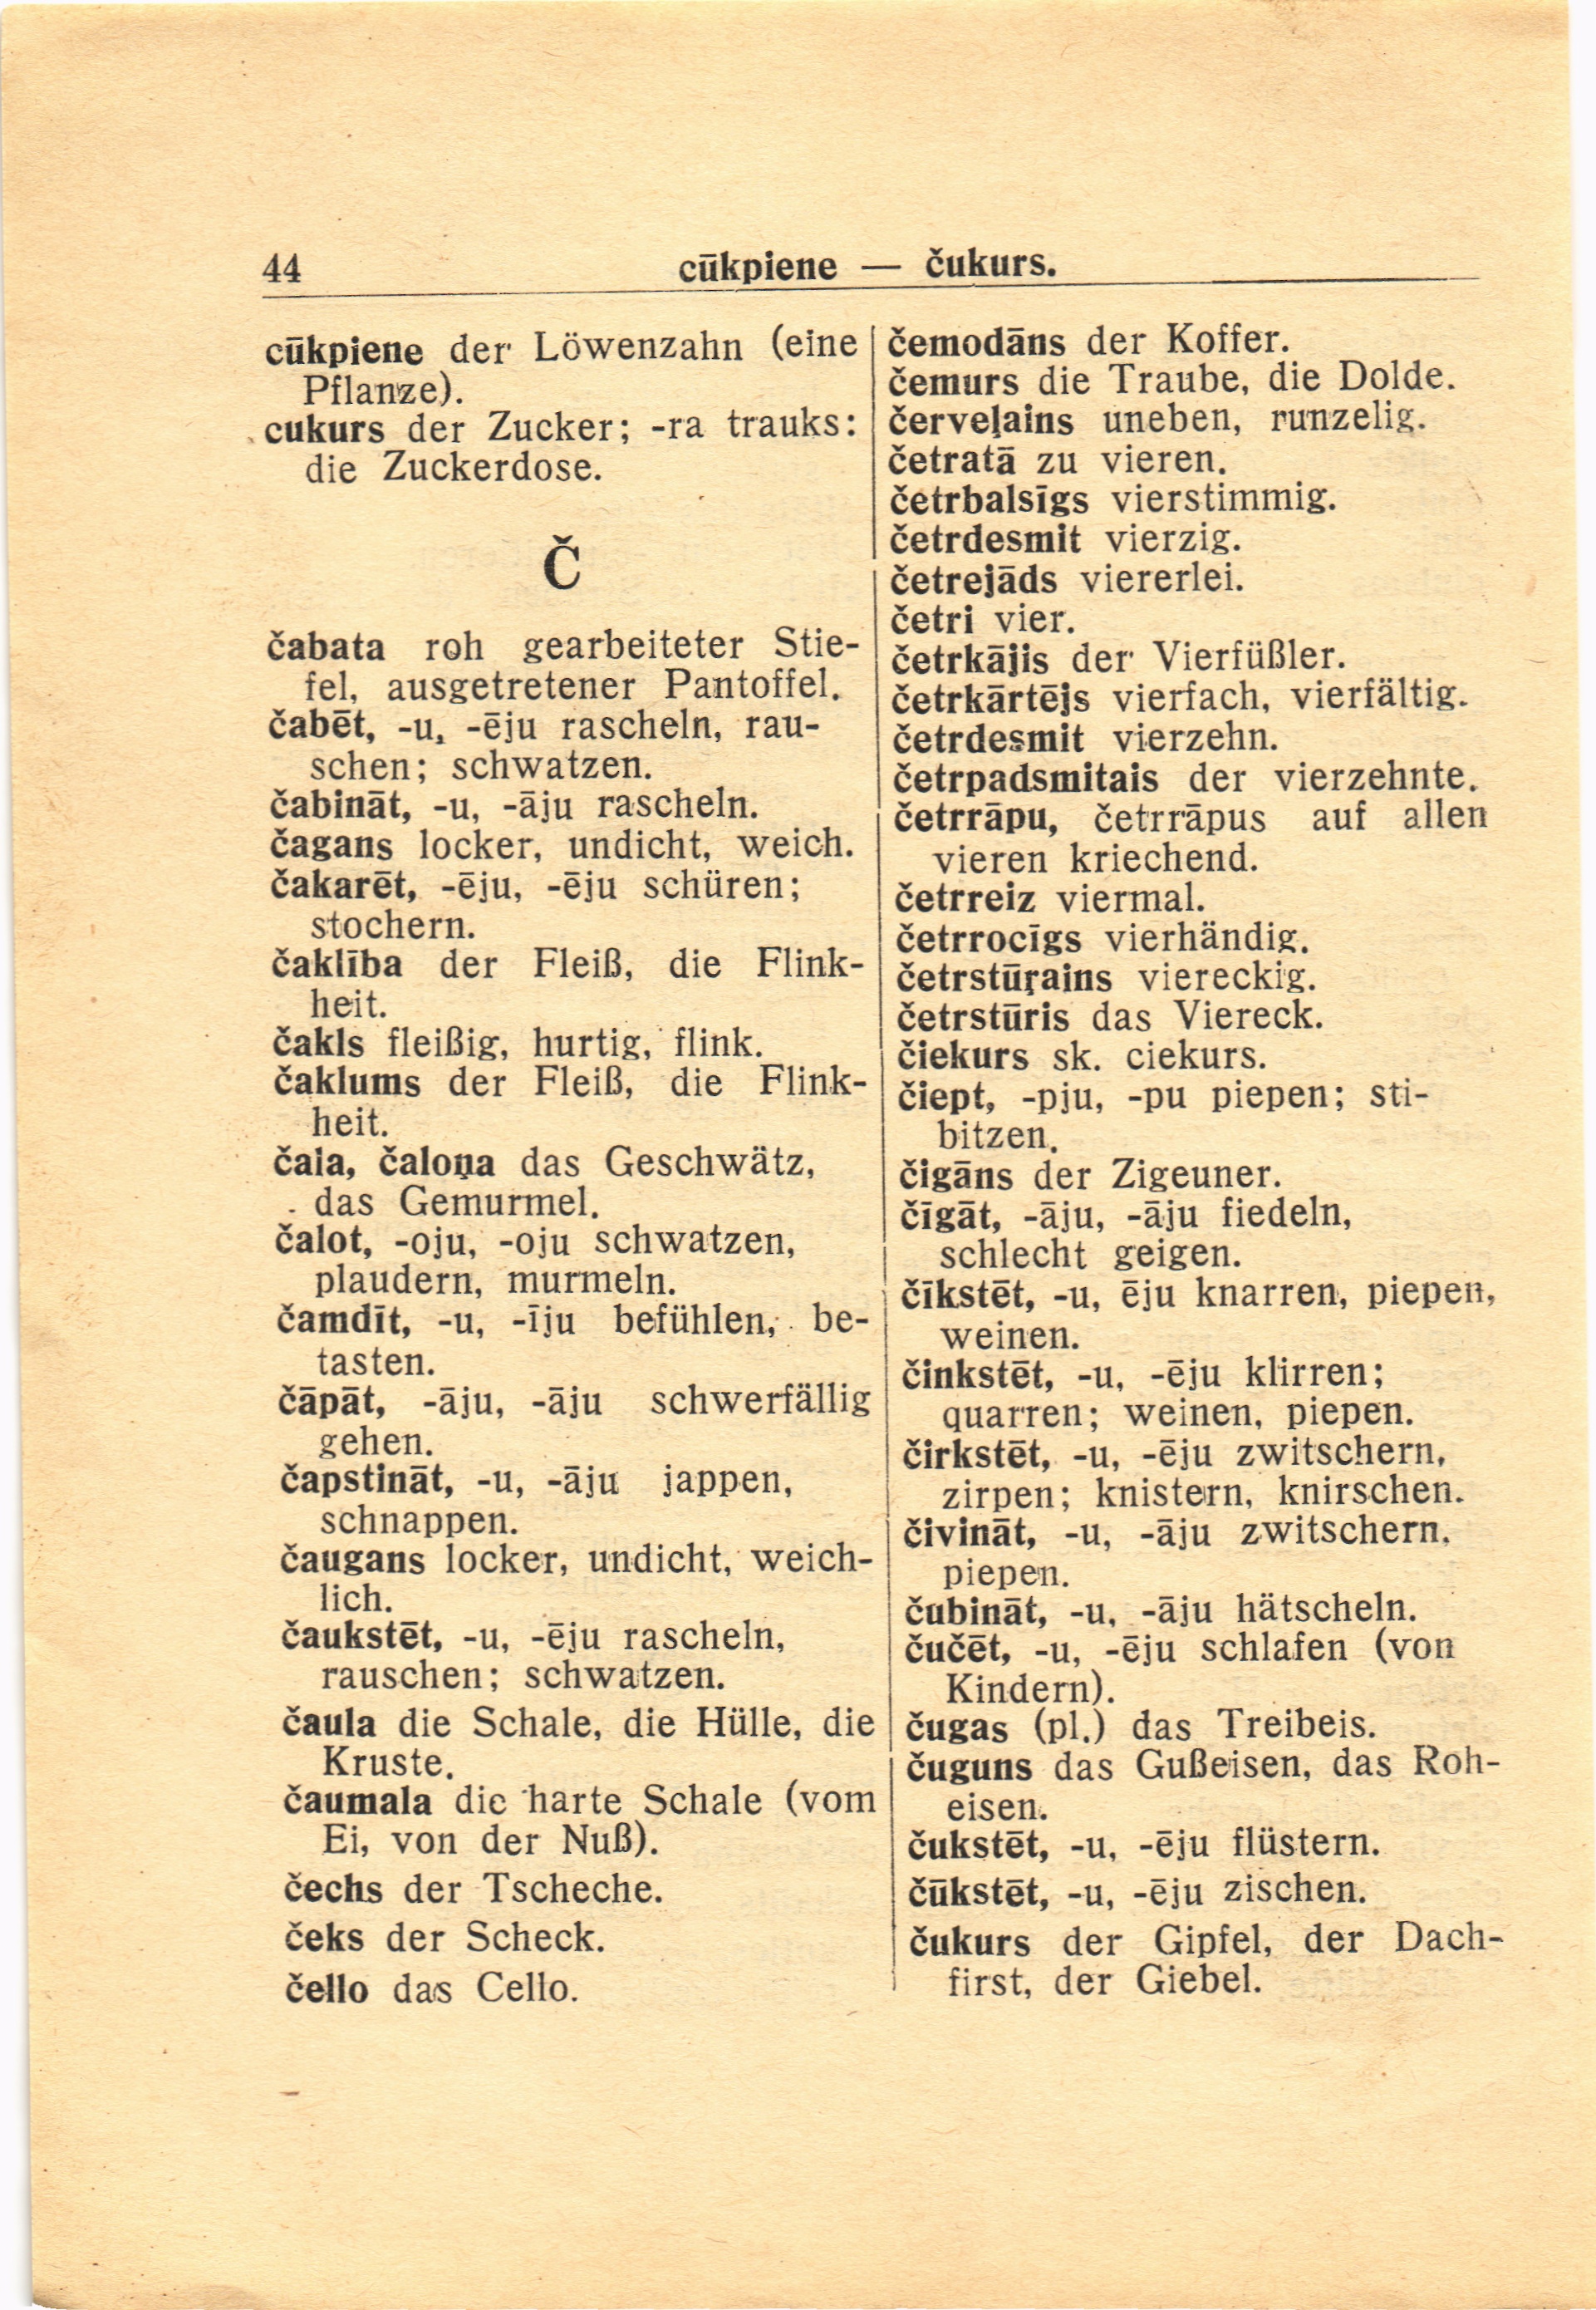 44
cūkpiene — čukurs.
cūkpiene der Löwenzahn (eine
Pflanze).
cukurs der Zucker; -ra trauks:
die Zuckerdose.
Č
čabata roh gearbeiteter Stie-
fel, ausgetretener Pantoffel.
čabēt, -u, -ēju rascheln, rau-
schen; schwatzen.
čabināt, -u, -āju rascheln.
čagans locker, undicht, weich.
čakarēt, -ēju, -ēju schüren;
stochern.
čaklība der Fleiß, die Flink-
heit.
čakls fleißig, hurtig, flink.
čaklums der Fleiß, die Flink-
heit.
čala, čaloņa das Geschwätz,
das Gemurmel.
čalot, -oju, -oju schwatzen,
plaudern, murmeln.
čamdīt, -u, -īju befühlen, be-
tasten.
čāpāt, -āju, -āju schwerfällig
gehen.
čapstināt, -u, -āju jappen,
schnappen.
čaugans locker, undicht, weich-
lich.
čaukstēt, -u, -ēju rascheln,
rauschen; schwatzen.
čaula die Schale, die Hülle, die
Kruste.
čaumala die harte Schale (vom
Ei, von der Nuß).
čechs der Tscheche.
čeks der Scheck.
čello das Cello.
čemodāns der Koffer.
čemurs die Traube, die Dolde.
červeļains uneben, runzelig.
četratā zu vieren.
četrbalsīgs vierstimmig.
četrdesmit vierzig.
četrejāds viererlei.
četri vier.
četrkājis der Vierfüßler.
četrkārtējs vierfach, vierfältig.
četrdesmit vierzehn.
četrpadsmitais der vierzehnte.
četrrāpu, četrrāpus auf allen
vieren kriechend.
četrreiz viermal.
četrrocīgs vierhändig.
četrstūŗains viereckig.
četrstūris das Viereck.
čiekurs sk. ciekurs.
čiept, -pju, -pu piepen; sti-
bitzen.
čigāns der Zigeuner.
čīgāt, -āju, -āju fiedeln,
schlecht geigen.
čīkstēt, -u, ēju knarren, piepen,
weinen.
činkstēt, -u, -ēju klirren;
quarren; weinen, piepen.
čirkstēt, -u, -ēju zwitschern,
zirpen; knistern, knirschen.
čivināt, -u, -āju zwitschern,
piepen.
čubināt, -u, -āju hätscheln.
čučēt, -u, -ēju schlafen (von
Kindern).
čugas (pl.) das Treibeis.
čuguns das Gußeisen, das Roh-
eisen.
čukstēt, -u, -ēju flüstern.
čūkstēt, -u, -ēju zischen.
čukurs der Gipfel, der Dach-
first, der Giebel.